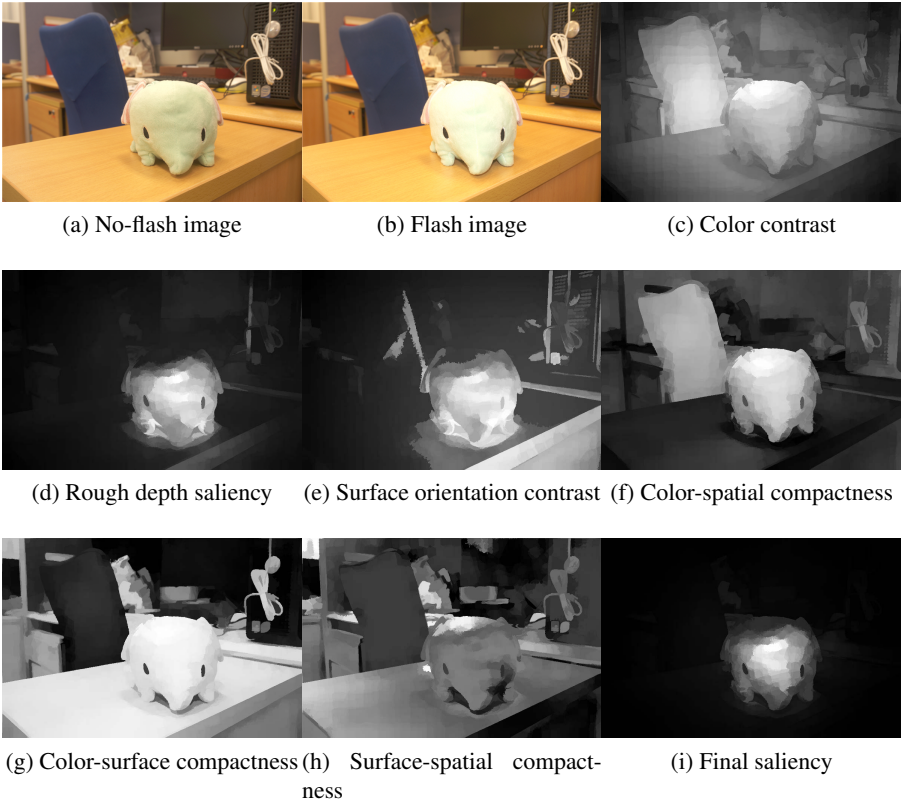 (a) No-flash image
(b) Flash image
(c) Color contrast
(d) Rough depth saliency
(e) Surface orientation contrast
(f) Color-spatial compactness
(g) Color-surface compactness
(h) Surface-spatial compact-
ness
(i) Final saliency